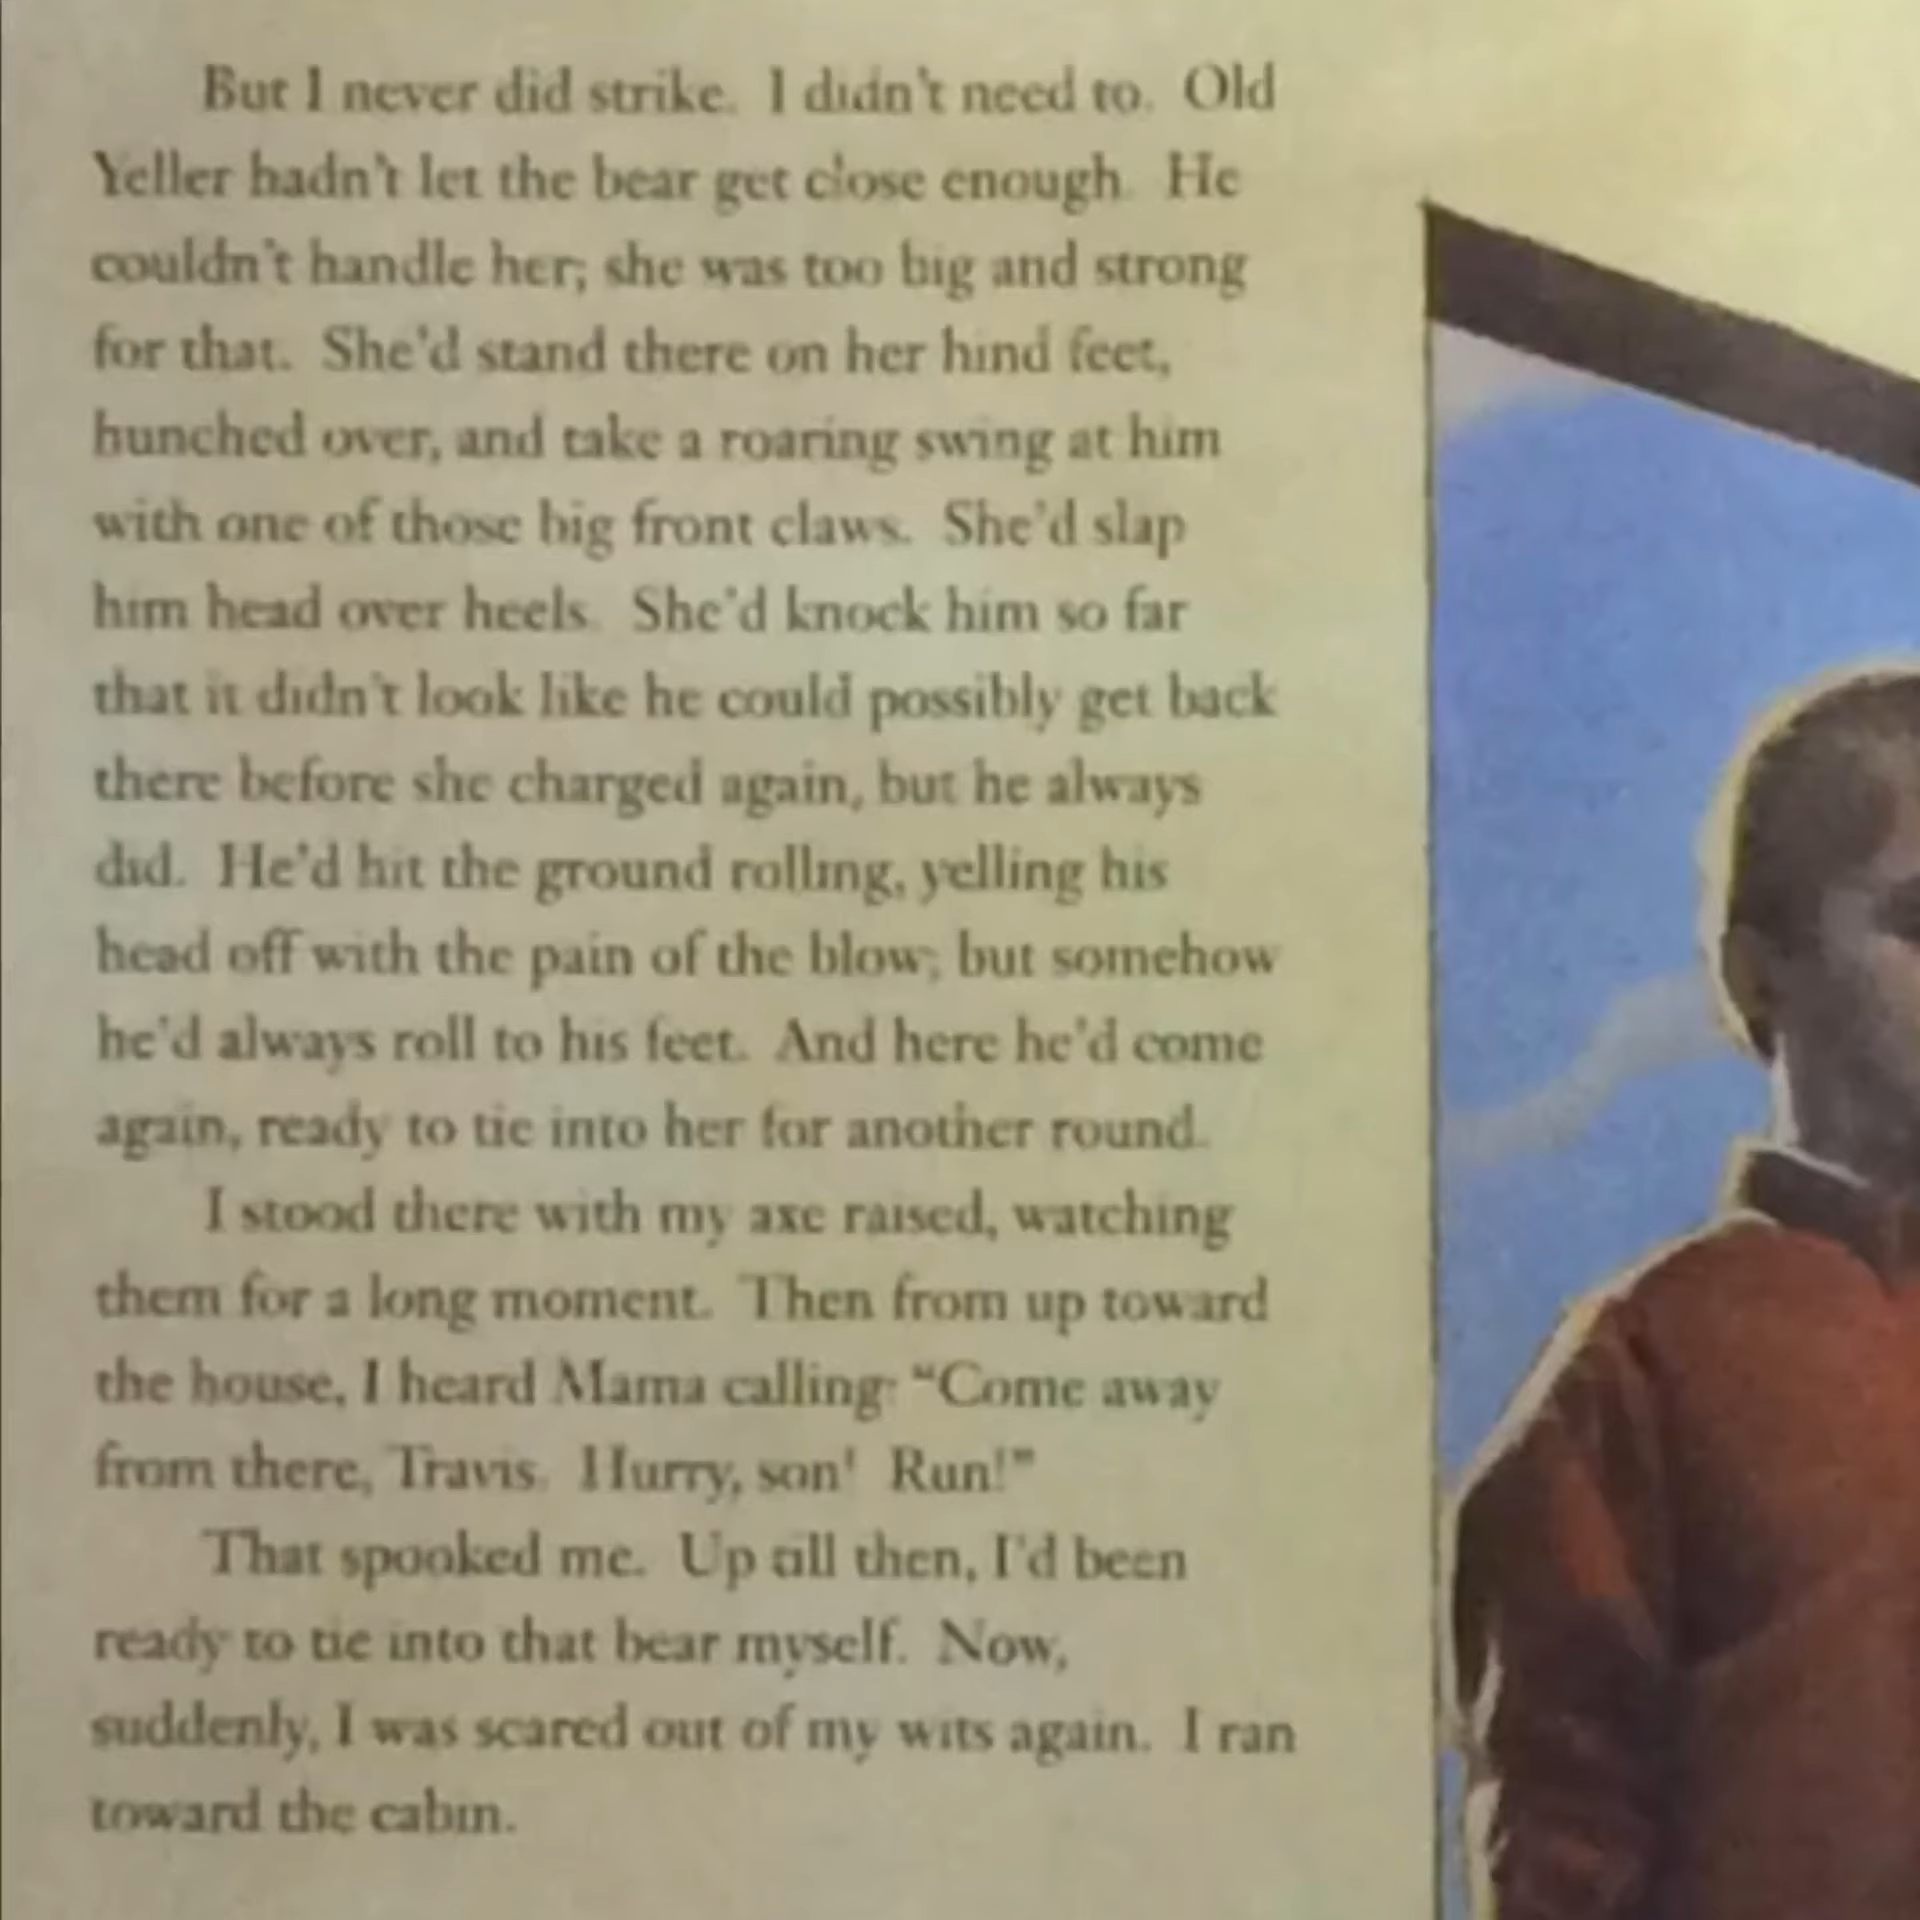 But I never did strike. I didn't need to. Old
Yeller hadn't let the bear get close enough. He
couldn't handle her; she was too big and strong
for that. She'd stand there on her hind feet,
hunched over, and take a roaring swing at him
with one of those big front claws. She'd slap
him head over heels. She'd knock him so far
that it didn't look like he could possibly get back
there before she charged again, but he always
did. He'd hit the ground rolling, yelling his
head off with the pain of the blow; but somehow
he'd always roll to his feet. And here he'd come
again, ready to tie into her for another round.
I stood there with my axe raised, watching
them for a long moment. Then from up toward
the house, I heard Mama calling: “Come away
from there, Travis. Hurry, son! Run!”
That spooked me. Up till then, I'd been
ready to tie into that bear myself. Now,
suddenly, I was scared out of my wits again. I ran
toward the cabin.